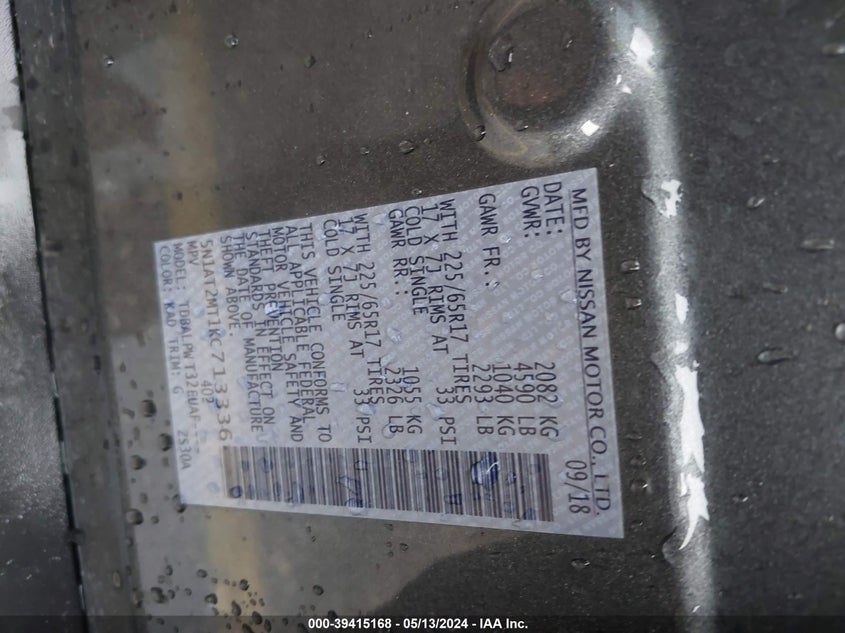 MFD BY NISSAN MOTOR CO., LTD.
DATE: 09/18
GVWR: 2082 KG
4590 LB
GAWR FR.: 1040 KG
2293 LB
WITH 225/65R17 TIRES
17 X 7J RIMS AT 33 PSI
COLD SINGLE
GAWR RR.: 1055 KG
2326 LB
WITH 225/65R17 TIRES
17 X 7J RIMS AT 33 PSI
COLD SINGLE
THIS VEHICLE CONFORMS TO
ALL APPLICABLE FEDERAL
MOTOR VEHICLE SAFETY AND
THEFT PREVENTION
STANDARDS IN EFFECT ON
THE DATE OF MANUFACTURE
SHOWN ABOVE.
5N1AT2MT1KC713336
MPV 402
MODEL: TDBALPW T32EUAF-
COLOR: KAD TRIM: G 2S30A
000-39415168 - 05/13/2024 - IAA Inc.